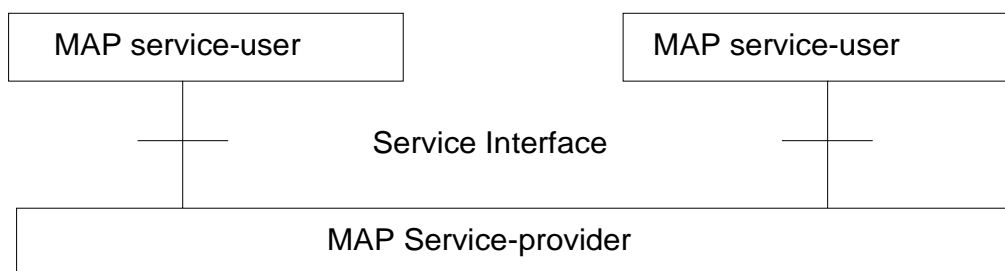 MAP service-user
MAP service-user
Service Interface
MAP Service-provider